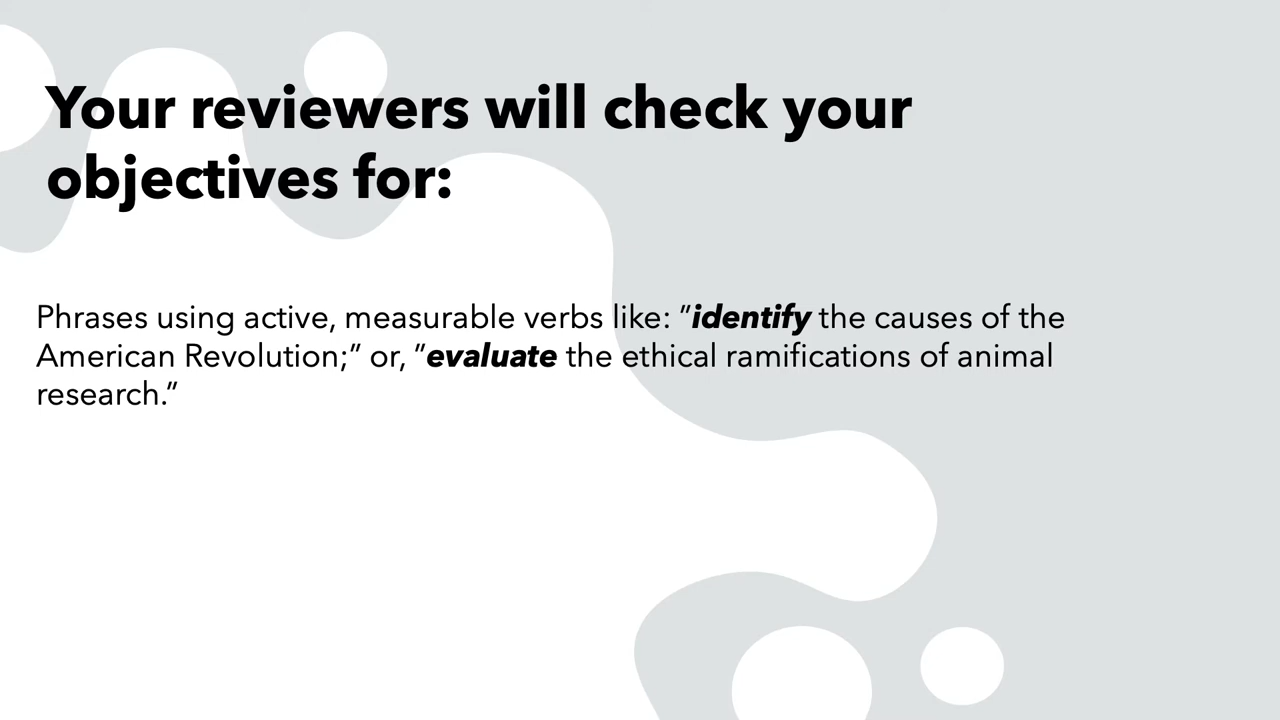 Your reviewers will check your
objectives for:
Phrases using active, measurable verbs like: ”identify the causes of the
American Revolution;” or, ”evaluate the ethical ramifications of animal
research.”